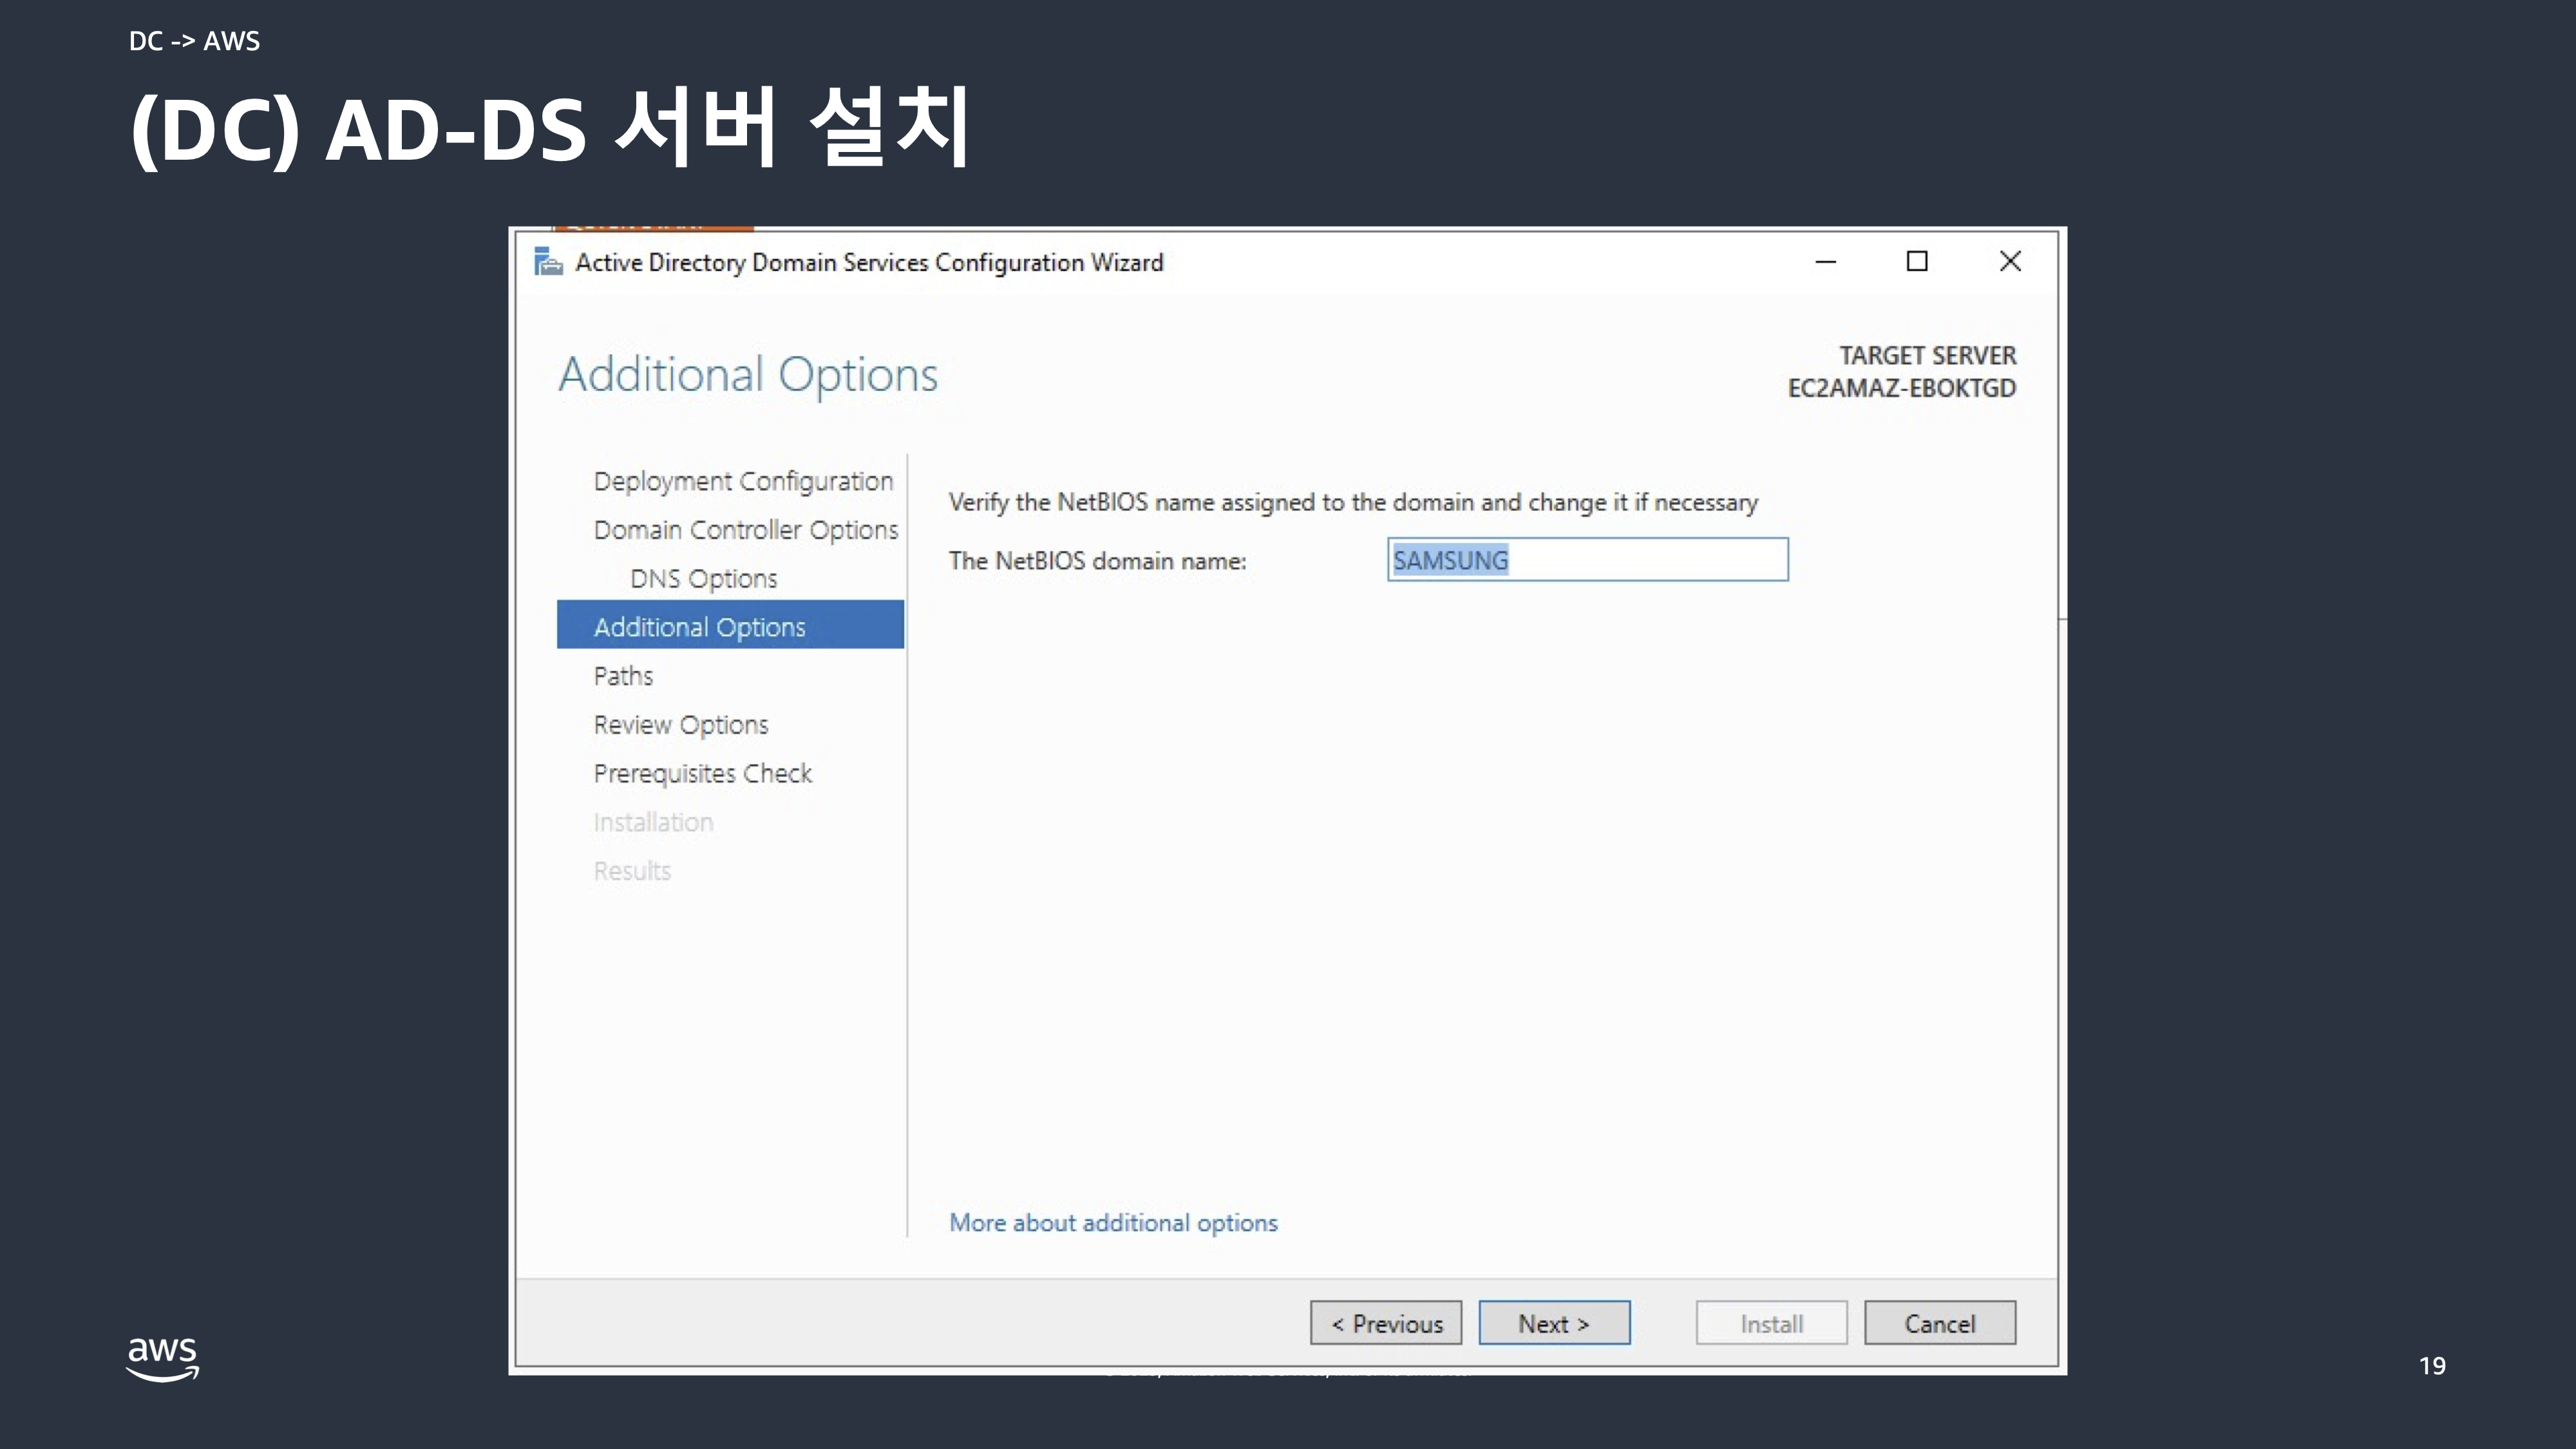 DC -> AWS
(DC) AD-DS 서버 설치
Active Directory Domain Services Configuration Wizard
Additional Options
TARGET SERVER
EC2AMAZ-EBOKTGD
Deployment Configuration
Domain Controller Options
DNS Options
Additional Options
Paths
Review Options
Prerequisites Check
Installation
Results
Verify the NetBIOS name assigned to the domain and change it if necessary
The NetBIOS domain name: SAMSUNG
More about additional options
< Previous
Next >
Install
Cancel
aws
19